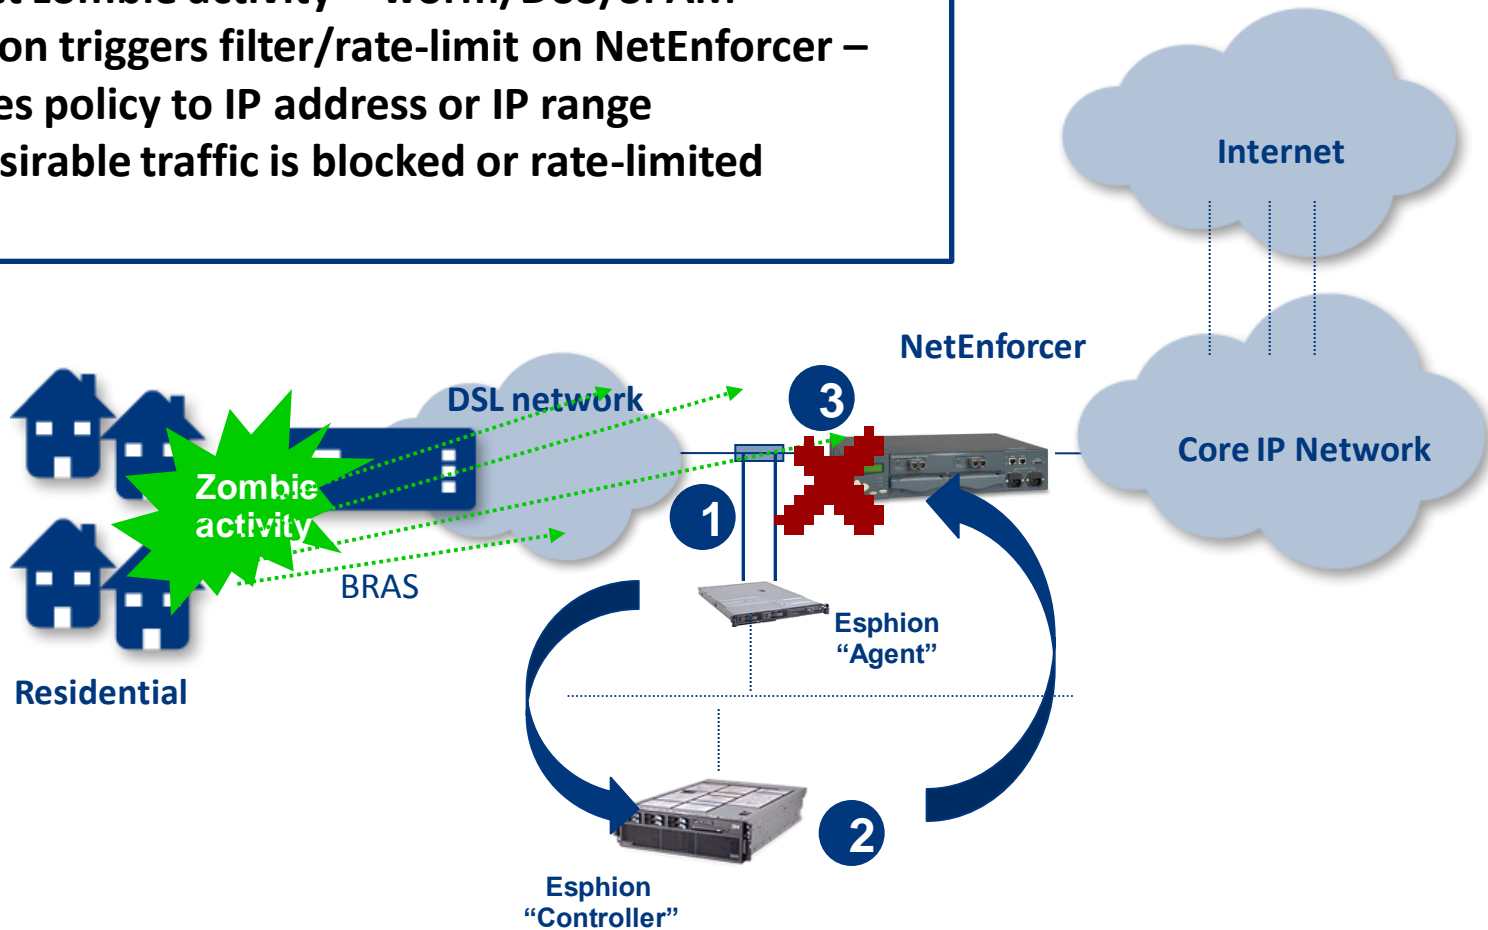 on triggers filter/rate-limit on NetEnforcer –
es policy to IP address or IP range
sirable traffic is blocked or rate-limited
Internet
NetEnforcer
3
DSL network
Core IP Network
Zombie
activity
1
BRAS
Esphion
“Agent”
Residential
2
Esphion
“Controller”